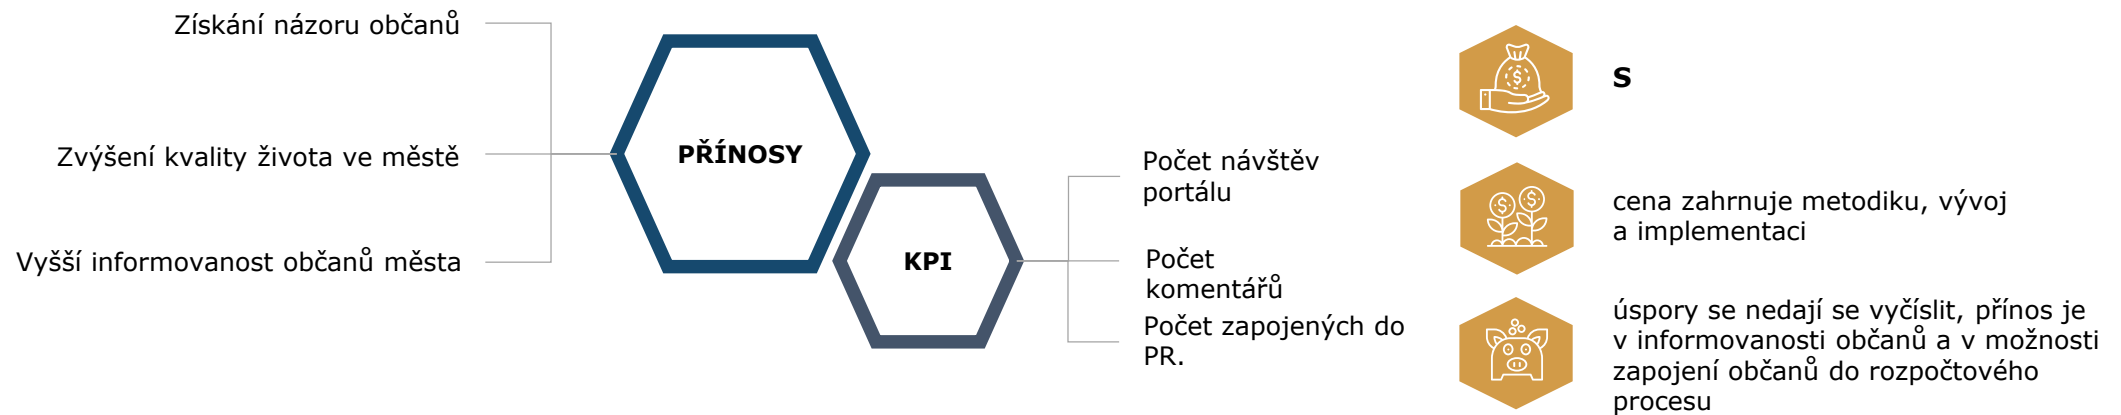 Získání názoru občanů
Zvýšení kvality života ve městě
Vyšší informovanost občanů města
PŘÍNOSY
KPI
Počet návštěv
portálu
Počet
komentářů
Počet zapojených do
PR.
S
cena zahrnuje metodiku, vývoj
a implementaci
úspory se nedají se vyčíslit, přínos je
v informovanosti občanů a v možnosti
zapojení občanů do rozpočtového
procesu